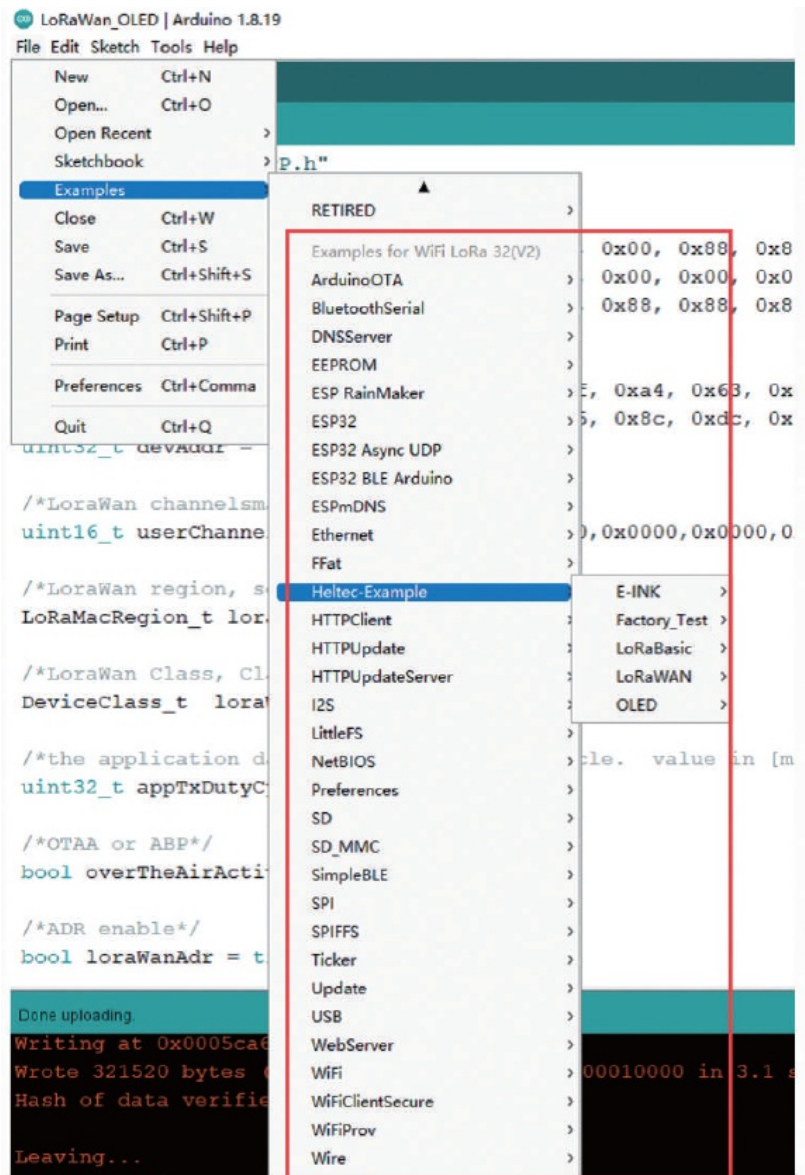 LoRaWan_OLED | Arduino 1.8.19
File Edit Sketch Tools Help
New Ctrl+N
Open... Ctrl+O
Open Recent >
Sketchbook >
Examples
Close Ctrl+W
Save Ctrl+S
Save As... Ctrl+Shift+S
Page Setup Ctrl+Shift+P
Print Ctrl+P
Preferences Ctrl+Comma
Quit Ctrl+Q
▲
RETIRED >
Examples for WiFi LoRa 32(V2)
ArduinoOTA >
BluetoothSerial >
DNSServer >
EEPROM >
ESP RainMaker >
ESP32 >
ESP32 Async UDP >
ESP32 BLE Arduino >
ESPmDNS >
Ethernet >
FFat >
Heltec-Example >
HTTPClient >
HTTPUpdate >
HTTPUpdateServer >
I2S >
LittleFS >
NetBIOS >
Preferences >
SD >
SD_MMC >
SimpleBLE >
SPI >
SPIFFS >
Ticker >
Update >
USB >
WebServer >
WiFi >
WiFiClientSecure >
WiFiProv >
Wire >
E-INK >
Factory_Test >
LoRaBasic >
LoRaWAN >
OLED >
P.h"
0x00, 0x88, 0x8
0x00, 0x00, 0x0
0x88, 0x88, 0x8
, 0xa4, 0x63, 0x
, 0x8c, 0xdc, 0x
uint32_t devAddr =
/*LoraWan channelsm
uint16_t userChanne ,0x0000,0x0000,0
/*LoraWan region, s
LoRaMacRegion_t lor
/*LoraWan Class, Cl
DeviceClass_t loraW
/*the application d cle. value in [m
uint32_t appTxDutyC
/*OTAA or ABP*/
bool overTheAirActi
/*ADR enable*/
bool loraWanAdr = t
Done uploading.
Writing at 0x0005ca6
Wrote 321520 bytes ( 00010000 in 3.1 s
Hash of data verifie
Leaving...